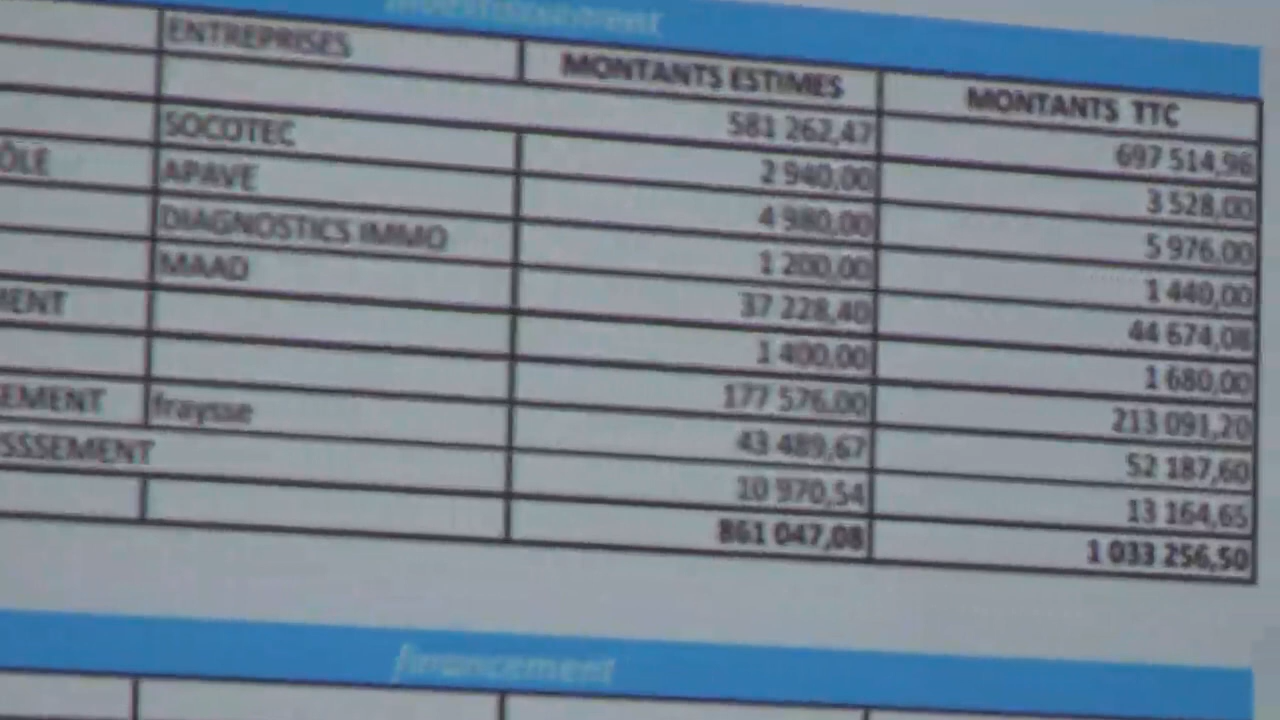 investissement
ENTREPRISES MONTANTS ESTIMES MONTANTS TTC
581 262,47 697 514,96
SOCOTEC 2 940,00 3 528,00
ÔLE APAVE 4 980,00 5 976,00
DIAGNOSTICS IMMO 1 200,00 1 440,00
MAAD 37 228,40 44 674,08
MENT 1 400,00 1 680,00
177 576,00 213 091,20
EMENT fraysse 43 489,67 52 187,60
SSSEMENT 10 970,54 13 164,65
861 047,08 1 033 256,50
financement